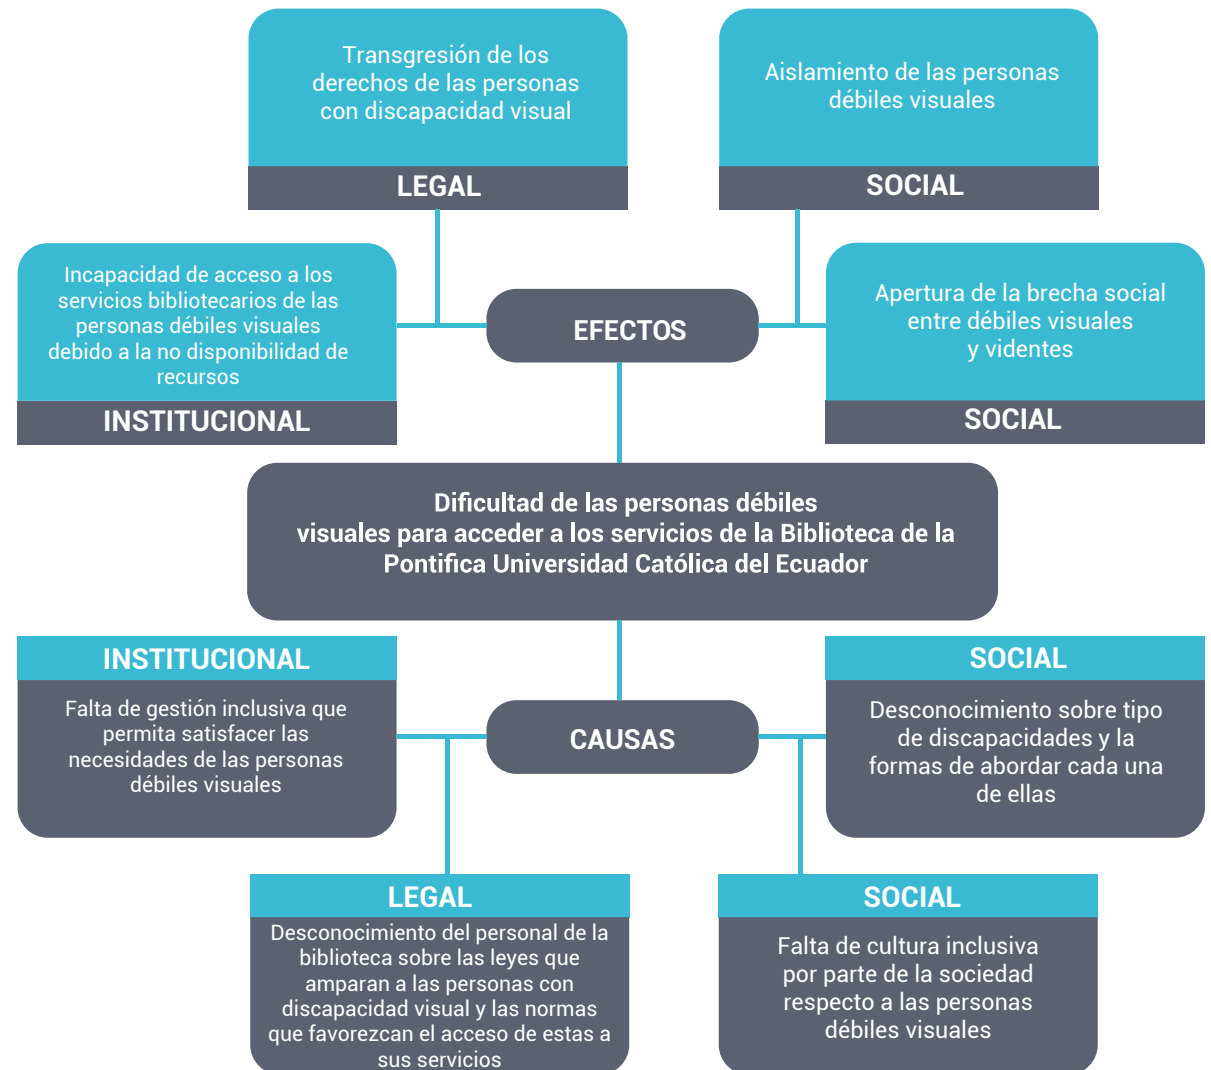 Transgresión de los
derechos de las personas
con discapacidad visual
LEGAL
Aislamiento de las personas
débiles visuales
SOCIAL
Incapacidad de acceso a los
servicios bibliotecarios de las
personas débiles visuales
debido a la no disponibilidad de
recursos
INSTITUCIONAL
EFECTOS
Apertura de la brecha social
entre débiles visuales
y videntes
SOCIAL
Dificultad de las personas débiles
visuales para acceder a los servicios de la Biblioteca de la
Pontifica Universidad Católica del Ecuador
INSTITUCIONAL
Falta de gestión inclusiva que
permita satisfacer las
necesidades de las personas
débiles visuales
CAUSAS
SOCIAL
Desconocimiento sobre tipo
de discapacidades y la
formas de abordar cada una
de ellas
LEGAL
Desconocimiento del personal de la
biblioteca sobre las leyes que
amparan a las personas con
discapacidad visual y las normas
que favorezcan el acceso de estas a
sus servicios
SOCIAL
Falta de cultura inclusiva
por parte de la sociedad
respecto a las personas
débiles visuales